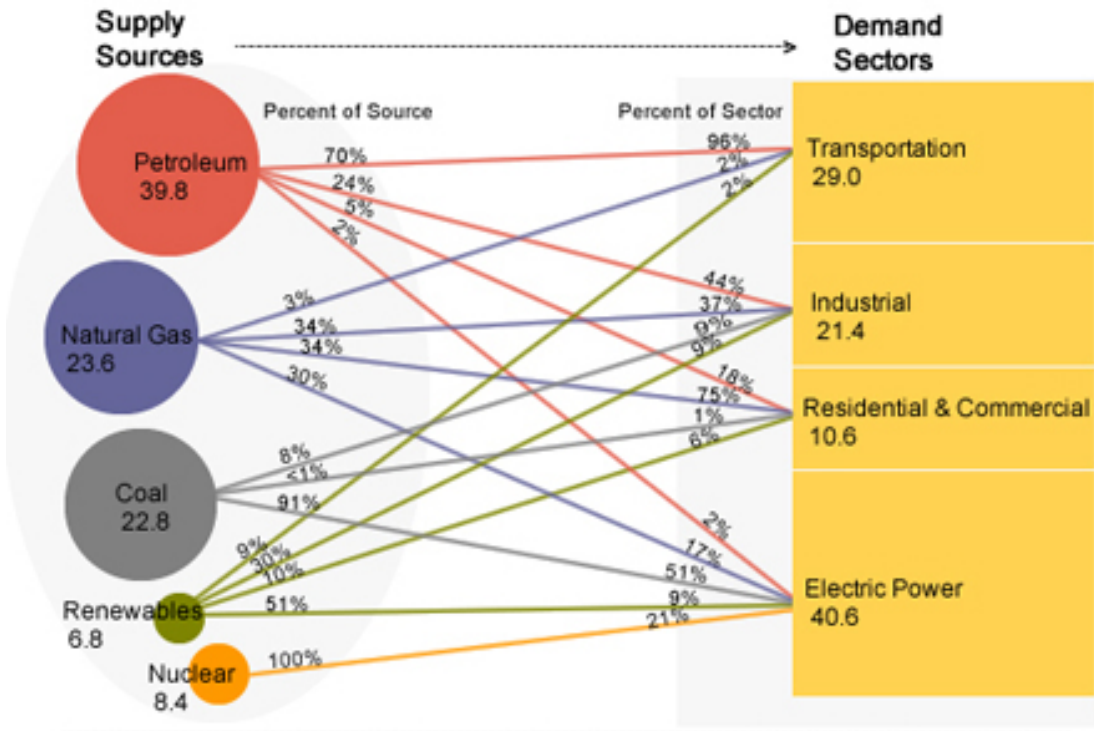 Supply
Sources
Demand
Sectors
Percent of Source
Percent of Sector
Petroleum
39.8
70%
24%
5%
2%
Natural Gas
23.6
3%
34%
34%
30%
Coal
22.8
8%
<1%
91%
Renewables
6.8
9%
30%
10%
51%
Nuclear
8.4
100%
96%
2%
2%
Transportation
29.0
44%
37%
9%
9%
Industrial
21.4
18%
75%
1%
6%
Residential & Commercial
10.6
2%
17%
51%
9%
21%
Electric Power
40.6